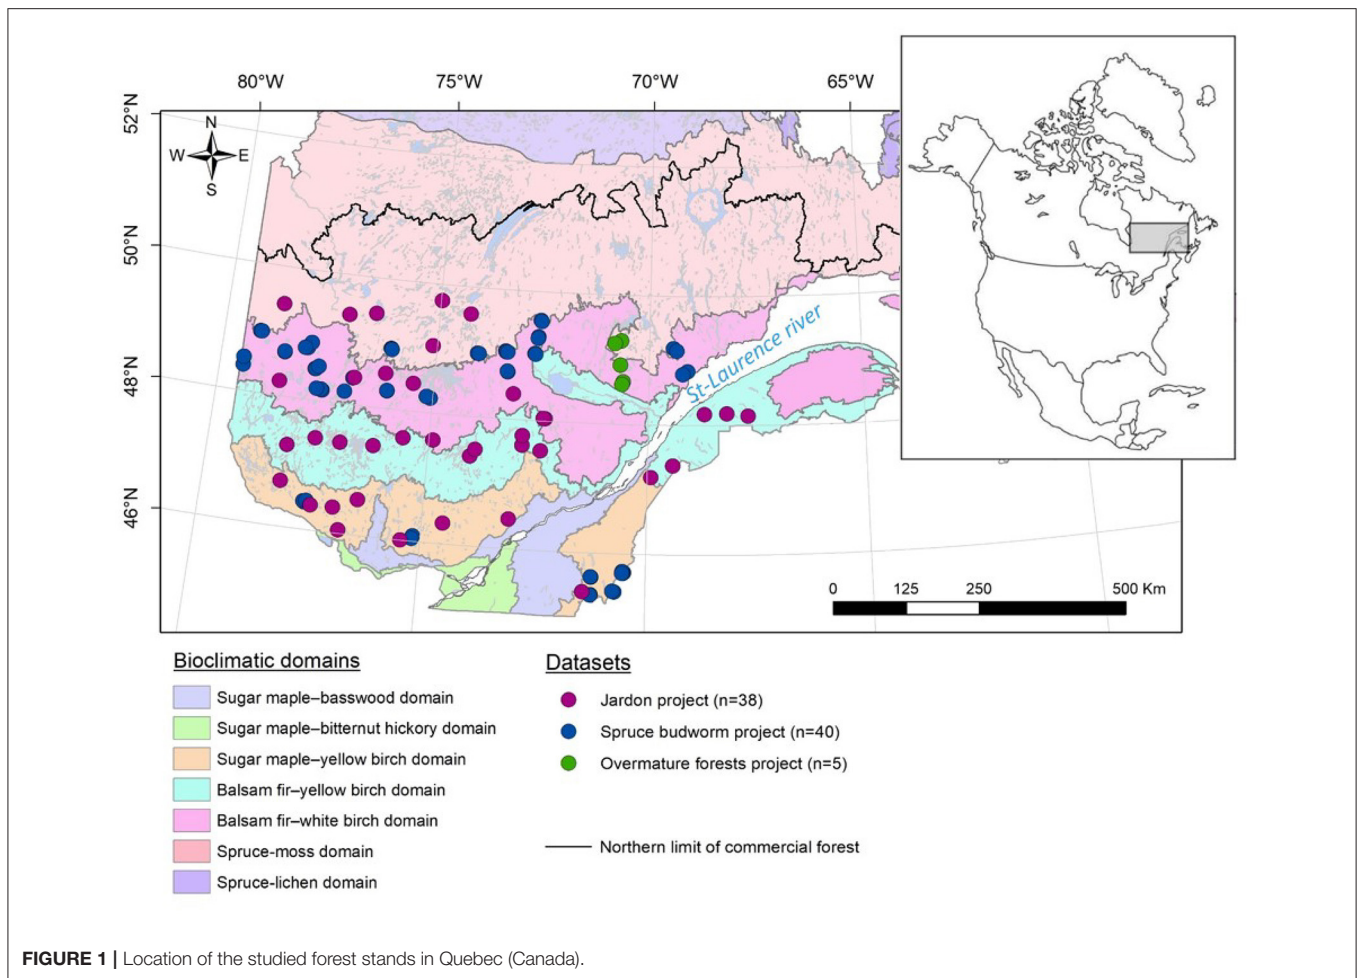 80°W 75°W 70°W 65°W
52°N
50°N
48°N
46°N
N
W E
S
St-Laurence river
0 125 250 500 Km
Bioclimatic domains
Sugar maple–basswood domain
Sugar maple–bitternut hickory domain
Sugar maple–yellow birch domain
Balsam fir–yellow birch domain
Balsam fir–white birch domain
Spruce-moss domain
Spruce-lichen domain
Datasets
Jardon project (n=38)
Spruce budworm project (n=40)
Overmature forests project (n=5)
Northern limit of commercial forest
FIGURE 1 | Location of the studied forest stands in Quebec (Canada).